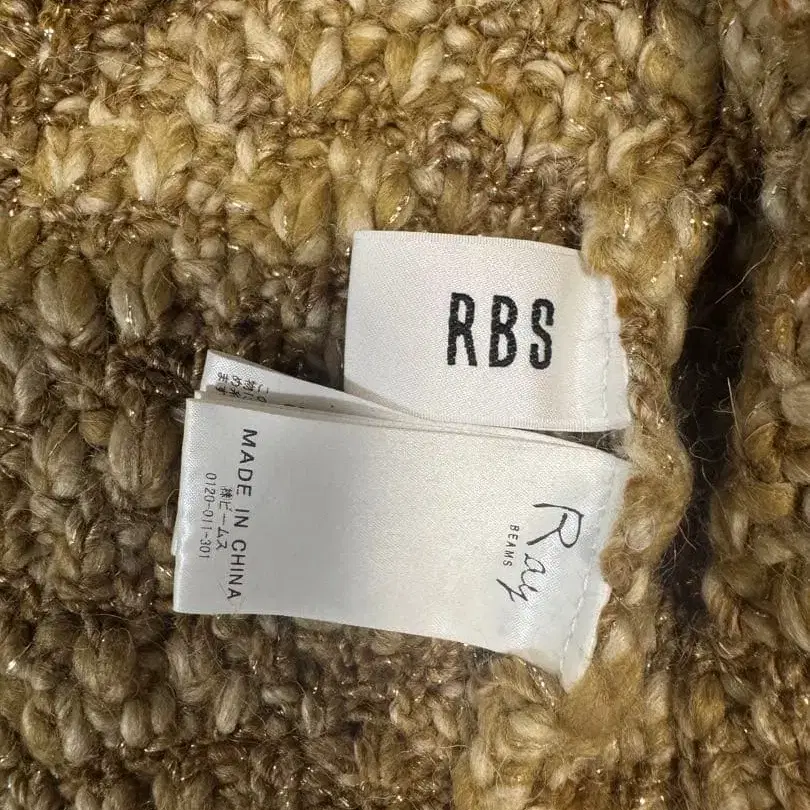 RBS
Ray
BEAMS
MADE IN CHINA
㈱ビームス
0120-011-301